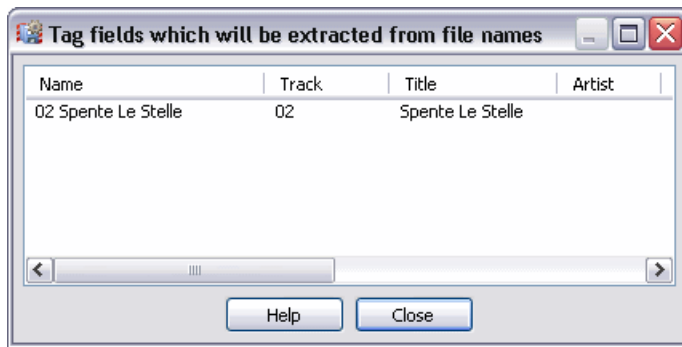 Tag fields which will be extracted from file names
Name Track Title Artist
02 Spente Le Stelle 02 Spente Le Stelle
Help Close